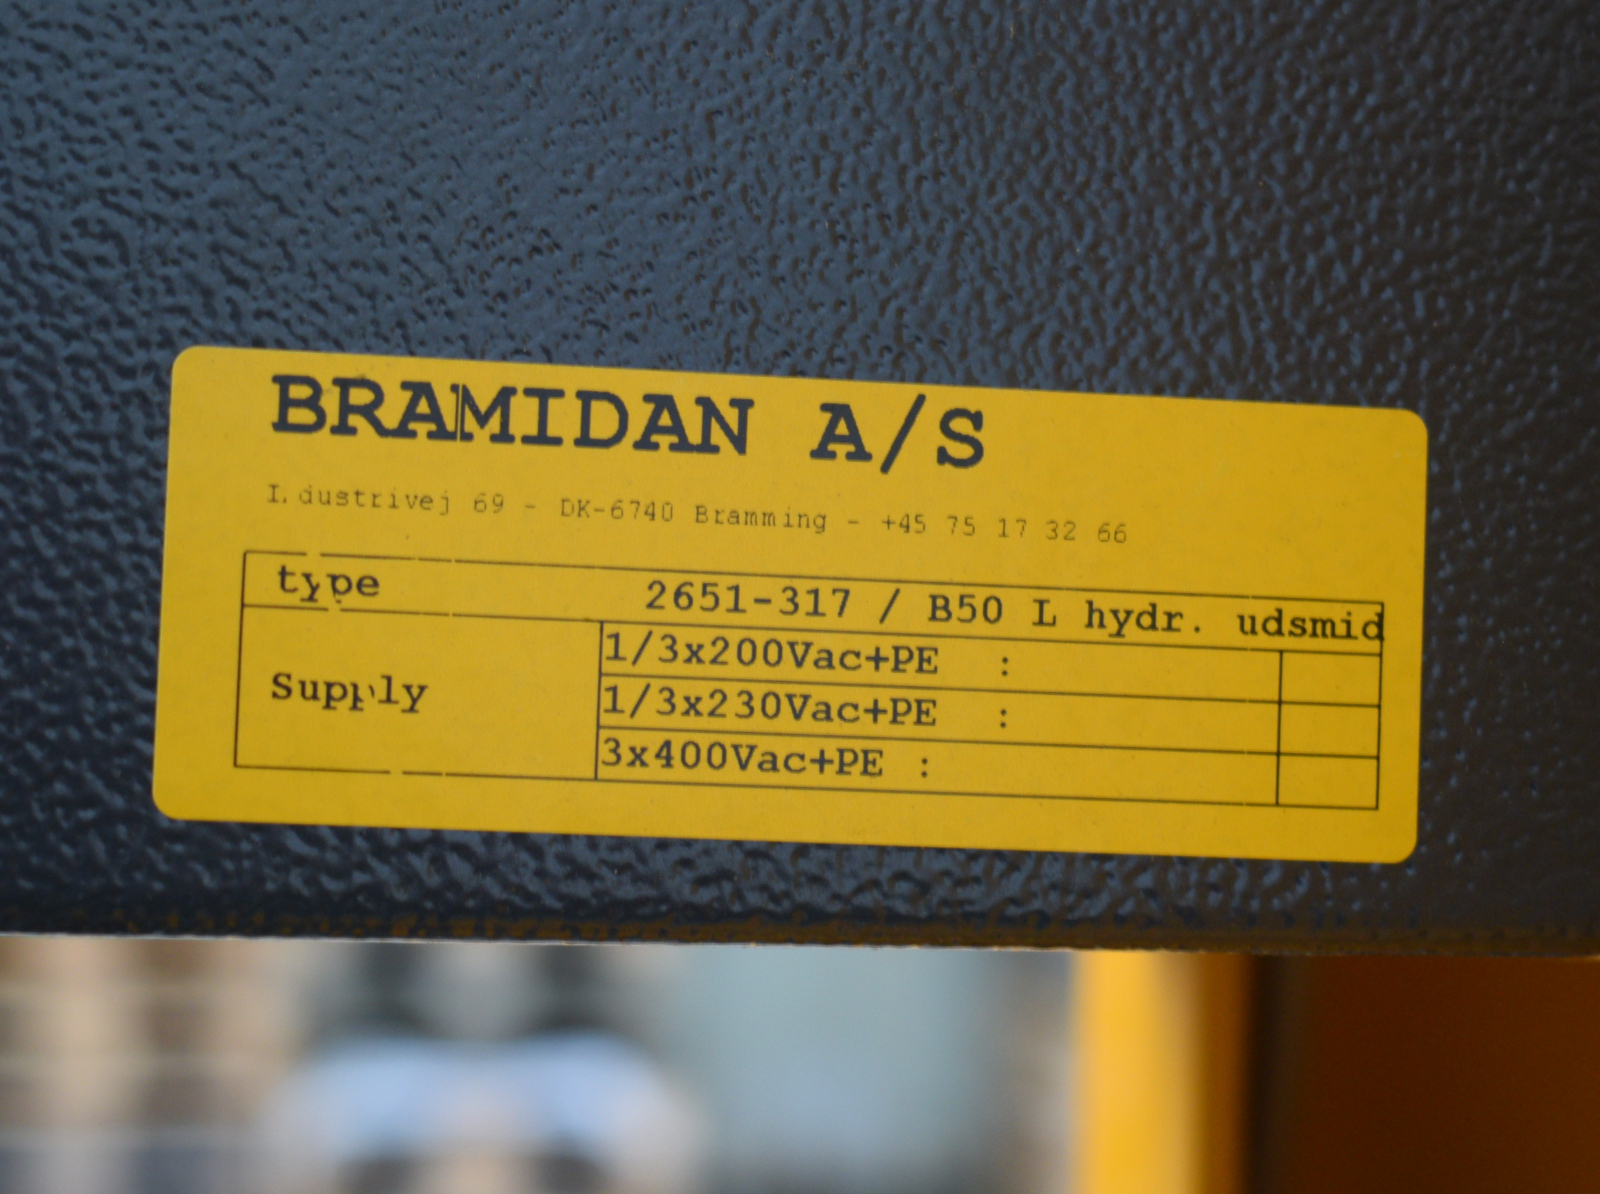 BRAMIDAN A/S
Industrivej 69 - DK-6740 Bramming - +45 75 17 32 66
type 2651-317 / B50 L hydr. udsmid
Supply
1/3x200Vac+PE :
1/3x230Vac+PE :
3x400Vac+PE :